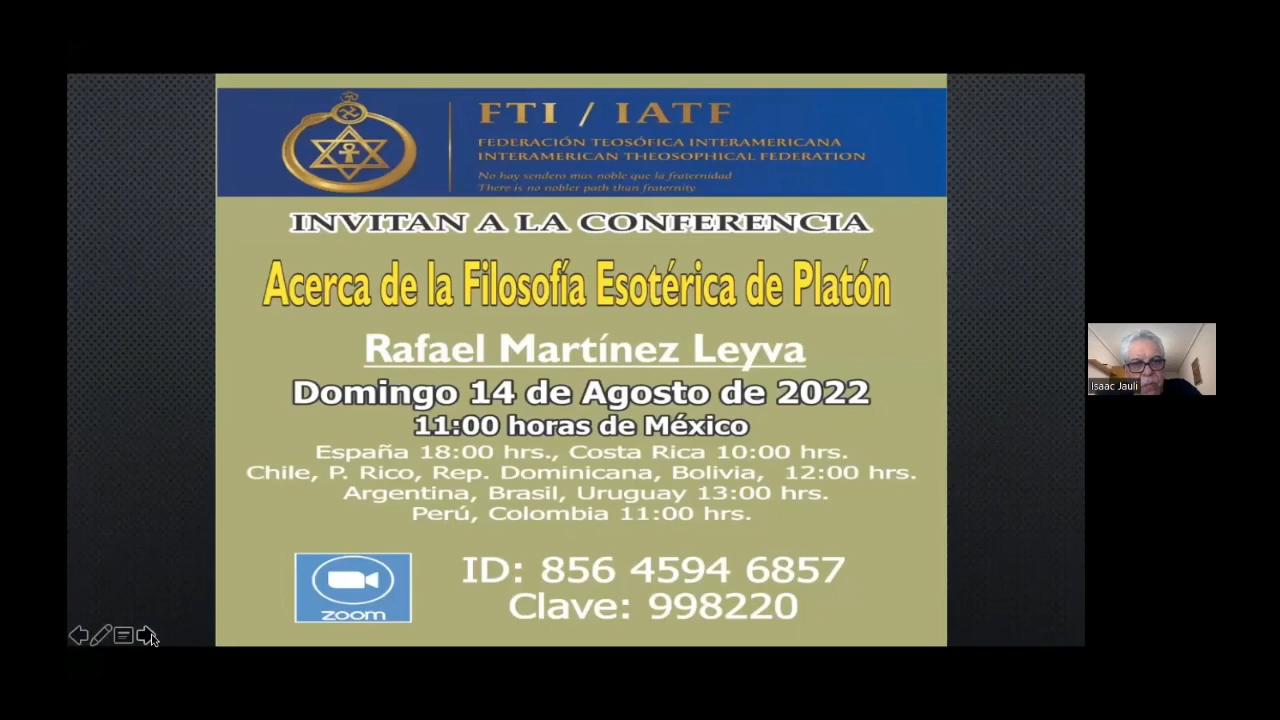 FTI / IATF
FEDERACIÓN TEOSÓFICA INTERAMERICANA
INTERAMERICAN THEOSOPHICAL FEDERATION
No hay sendero mas noble que la fraternidad
There is no nobler path than fraternity
INVITAN A LA CONFERENCIA
Acerca de la Filosofía Esotérica de Platón
Rafael Martínez Leyva
Domingo 14 de Agosto de 2022
11:00 horas de México
España 18:00 hrs., Costa Rica 10:00 hrs.
Chile, P. Rico, Rep. Dominicana, Bolivia, 12:00 hrs.
Argentina, Brasil, Uruguay 13:00 hrs.
Perú, Colombia 11:00 hrs.
zoom
ID: 856 4594 6857
Clave: 998220
Isaac Jauli